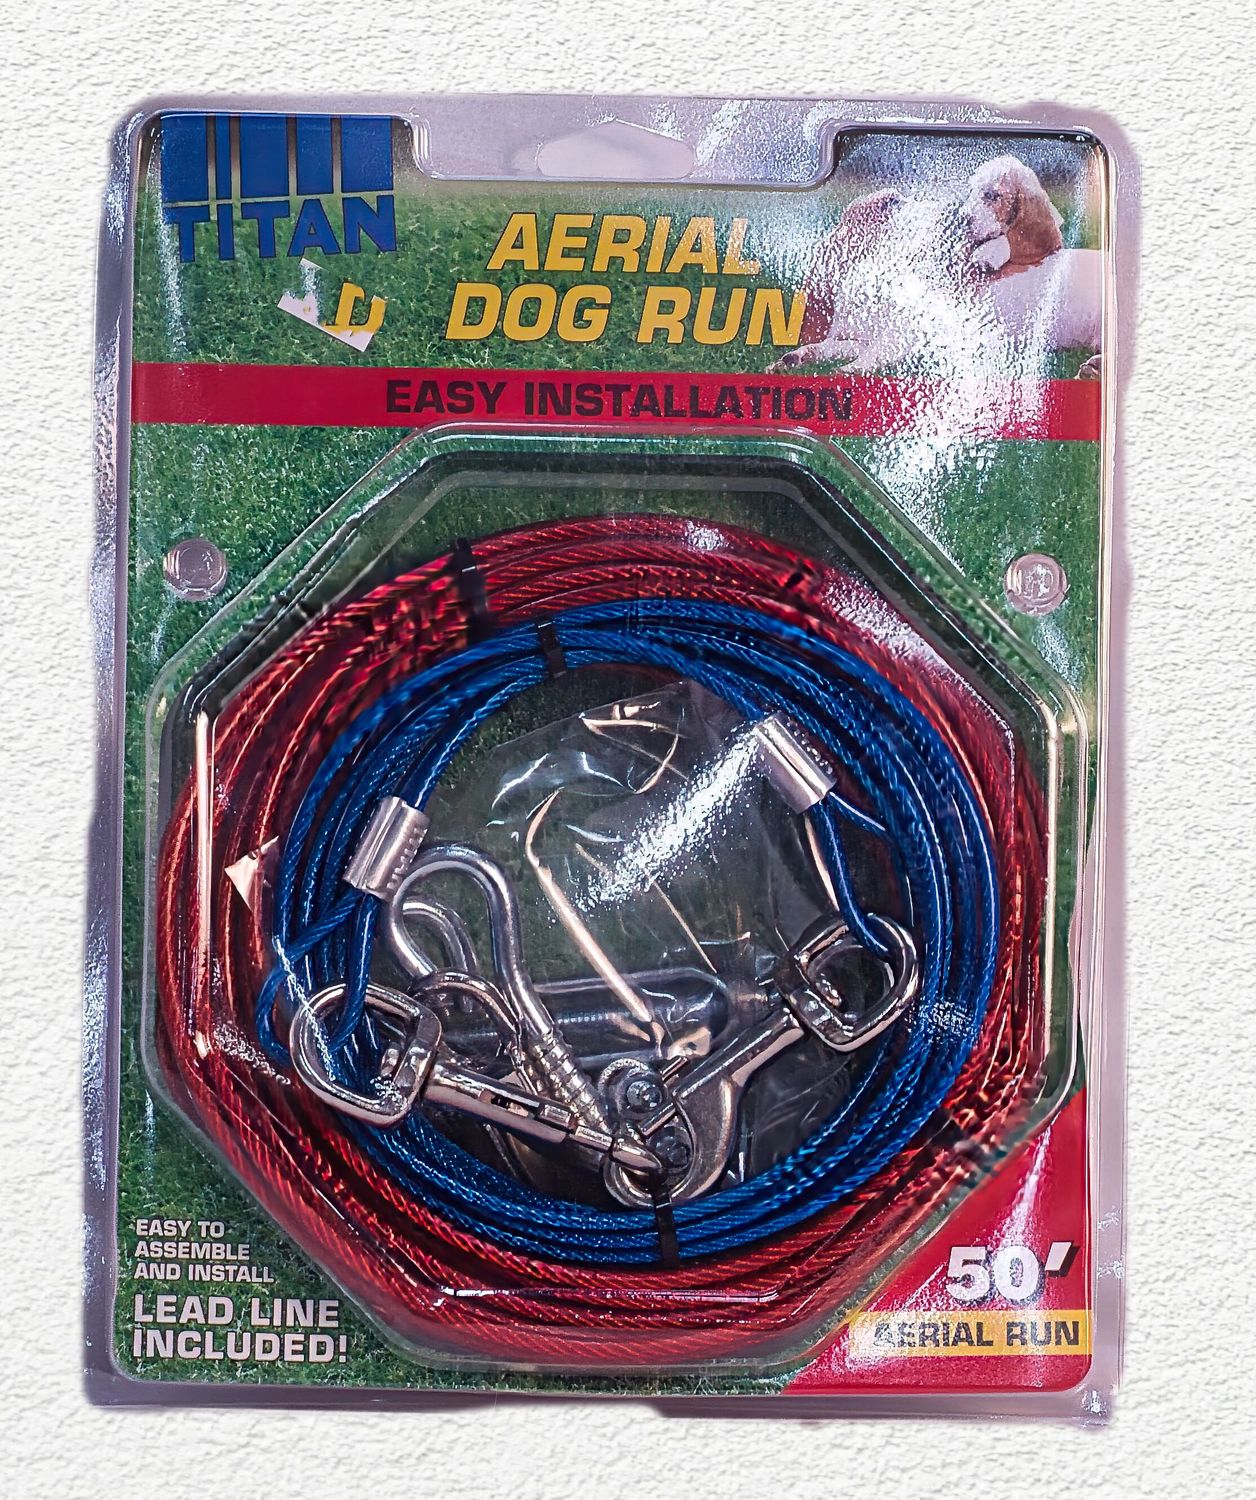 TITAN
AERIAL
DOG RUN
EASY INSTALLATION
EASY TO
ASSEMBLE
AND INSTALL
LEAD LINE
INCLUDED!
50'
AERIAL RUN